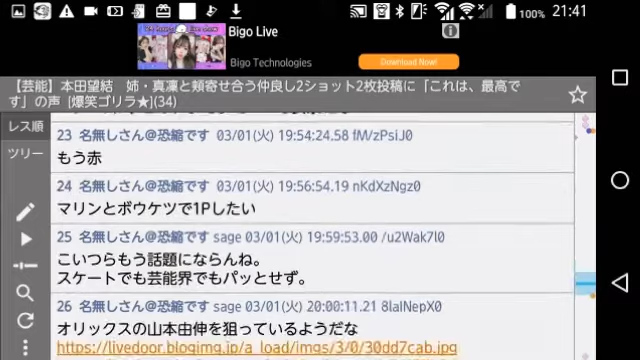 100% 21:41
Bigo Live
Bigo Technologies
Download Now!
【芸能】本田望結 姉・真凜と頬寄せ合う仲良し2ショット2枚投稿に「これは、最高で
す」の声 [爆笑ゴリラ★](34)
レス順
ツリー
23 名無しさん@恐縮です 03/01(火) 19:54:24.58 fM/zPsiJ0
もう赤
24 名無しさん@恐縮です 03/01(火) 19:56:54.19 nKdXzNgz0
マリンとボウケツで1Pしたい
25 名無しさん@恐縮です sage 03/01(火) 19:59:53.00 /u2Wak7l0
こいつらもう話題にならんね。
スケートでも芸能界でもパッとせず。
26 名無しさん@恐縮です sage 03/01(火) 20:00:11.21 8laINepX0
オリックスの山本由伸を狙っているようだな
https://livedoor.blogimg.jp/a_load/imgs/3/0/30dd7cab.jpg